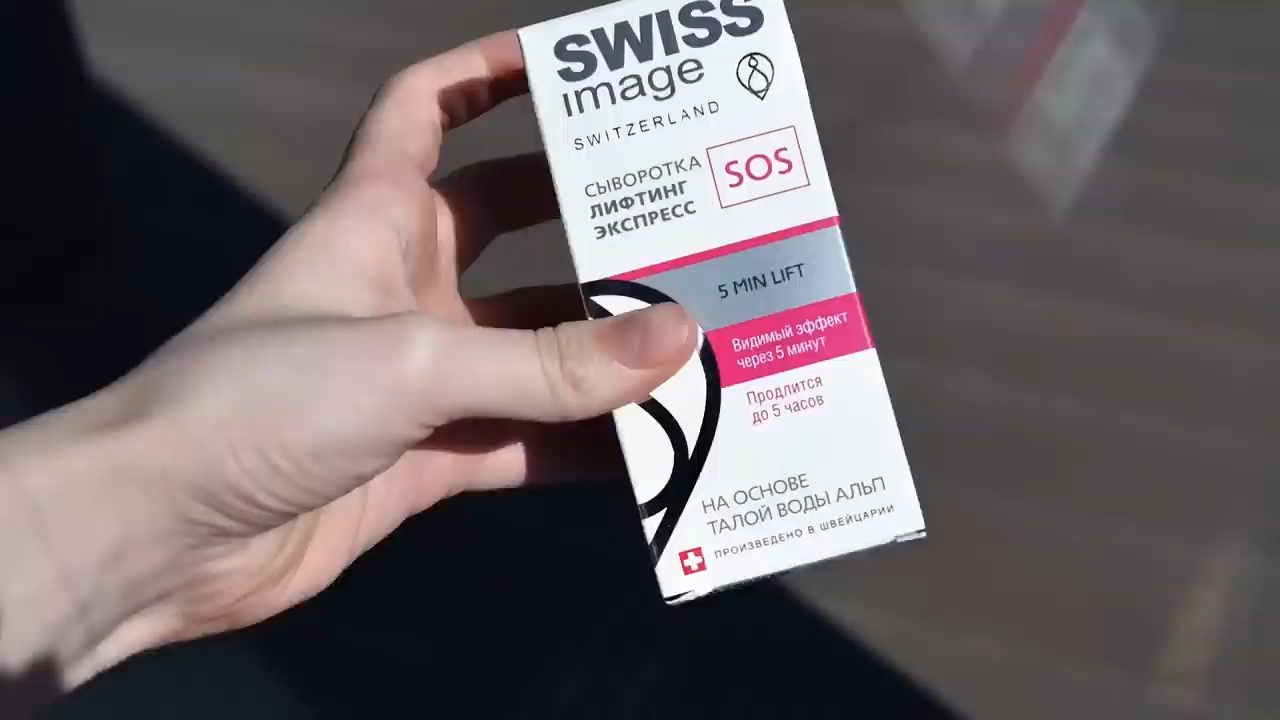 SWISS
image
SWITZERLAND
СЫВОРОТКА
ЛИФТИНГ
ЭКСПРЕСС
SOS
5 MIN LIFT
Видимый эффект
через 5 минут
Продлится
до 5 часов
НА ОСНОВЕ
ТАЛОЙ ВОДЫ АЛЬП
ПРОИЗВЕДЕНО В ШВЕЙЦАРИИ